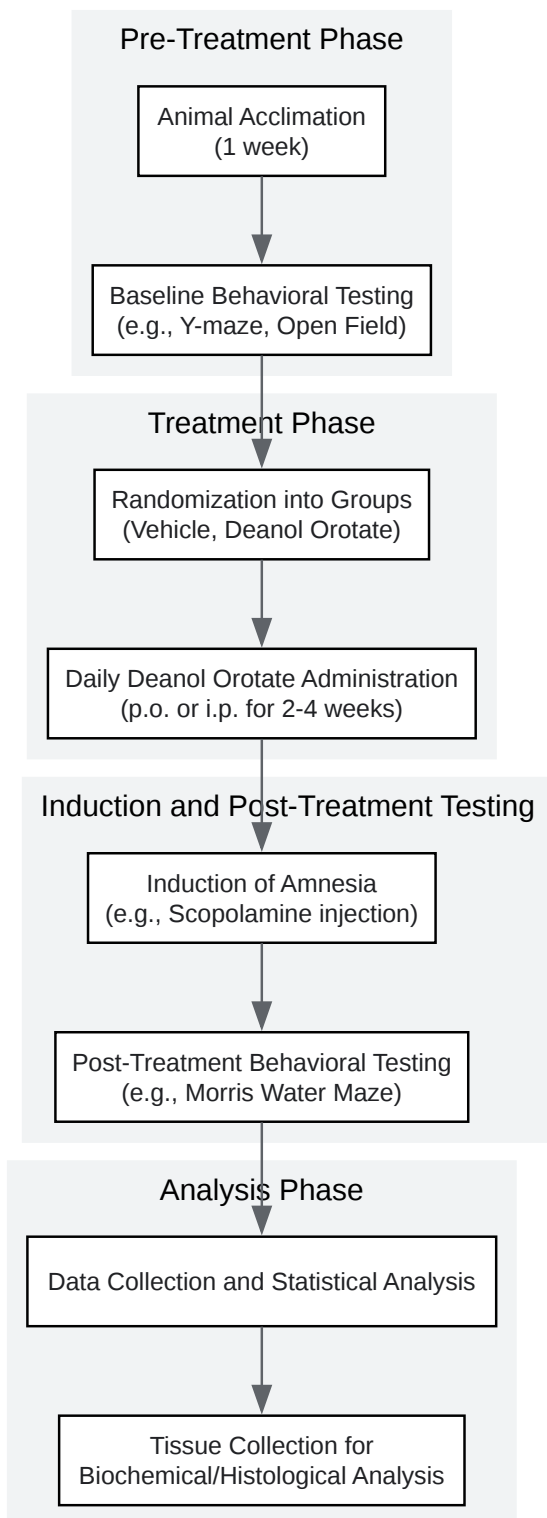 Pre-Treatment Phase
Animal Acclimation
(1 week)
Baseline Behavioral Testing
(e.g., Y-maze, Open Field)
Treatment Phase
Randomization into Groups
(Vehicle, Deanol Orotate)
Daily Deanol Orotate Administration
(p.o. or i.p. for 2-4 weeks)
Induction and Post-Treatment Testing
Induction of Amnesia
(e.g., Scopolamine injection)
Post-Treatment Behavioral Testing
(e.g., Morris Water Maze)
Analysis Phase
Data Collection and Statistical Analysis
Tissue Collection for
Biochemical/Histological Analysis